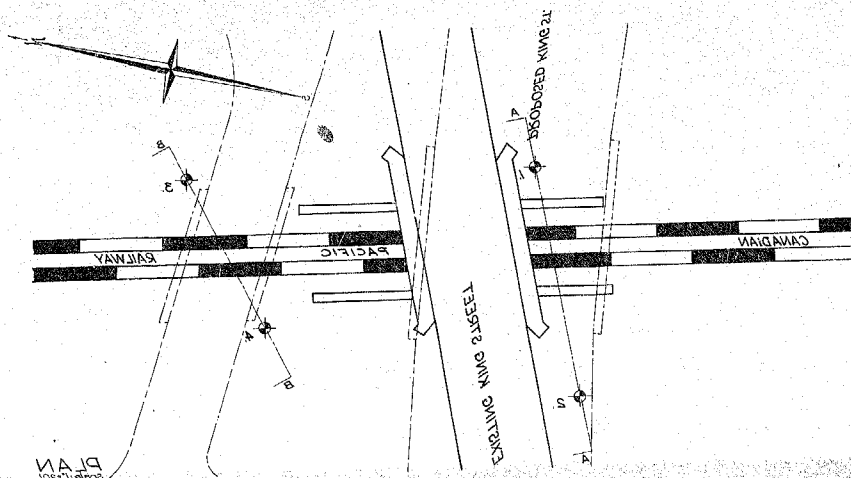 PROPOSED KING ST.
A
1
B
3
CANADIAN
PACIFIC
RAILWAY
EXISTING KING STREET
4
B
2
A
PLAN